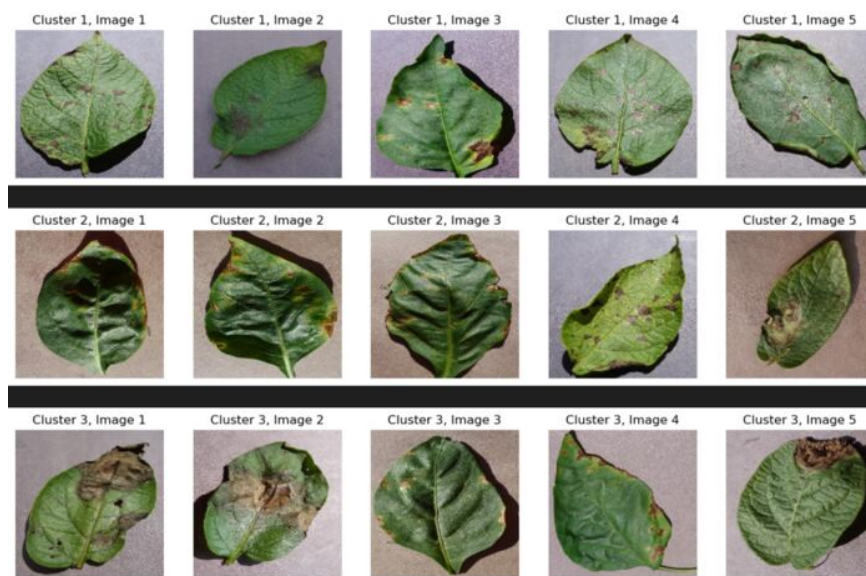 Cluster 1, Image 1 Cluster 1, Image 2 Cluster 1, Image 3 Cluster 1, Image 4 Cluster 1, Image 5
Cluster 2, Image 1 Cluster 2, Image 2 Cluster 2, Image 3 Cluster 2, Image 4 Cluster 2, Image 5
Cluster 3, Image 1 Cluster 3, Image 2 Cluster 3, Image 3 Cluster 3, Image 4 Cluster 3, Image 5